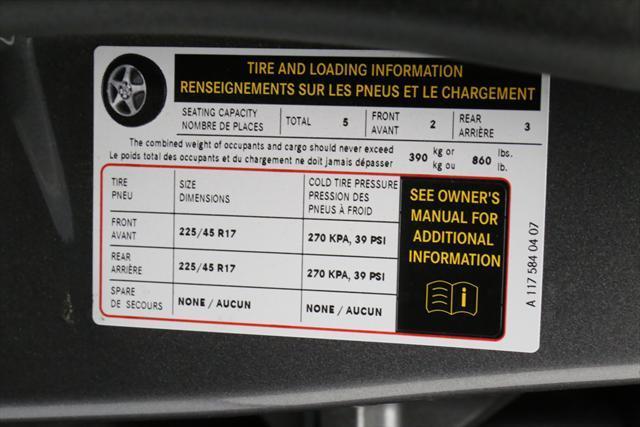 TIRE AND LOADING INFORMATION
RENSEIGNEMENTS SUR LES PNEUS ET LE CHARGEMENT
SEATING CAPACITY
NOMBRE DE PLACES
TOTAL 5
FRONT
AVANT
2
REAR
ARRIÈRE
3
The combined weight of occupants and cargo should never exceed
Le poids total des occupants et du chargement ne doit jamais dépasser
390 kg or
kg ou
860 lbs.
lb.
TIRE
PNEU
SIZE
DIMENSIONS
COLD TIRE PRESSURE
PRESSION DES
PNEUS À FROID
FRONT
AVANT
225/45 R17
270 KPA, 39 PSI
REAR
ARRIÈRE
225/45 R17
270 KPA, 39 PSI
SPARE
DE SECOURS
NONE / AUCUN
NONE / AUCUN
SEE OWNER'S
MANUAL FOR
ADDITIONAL
INFORMATION
i
A 117 584 04 07